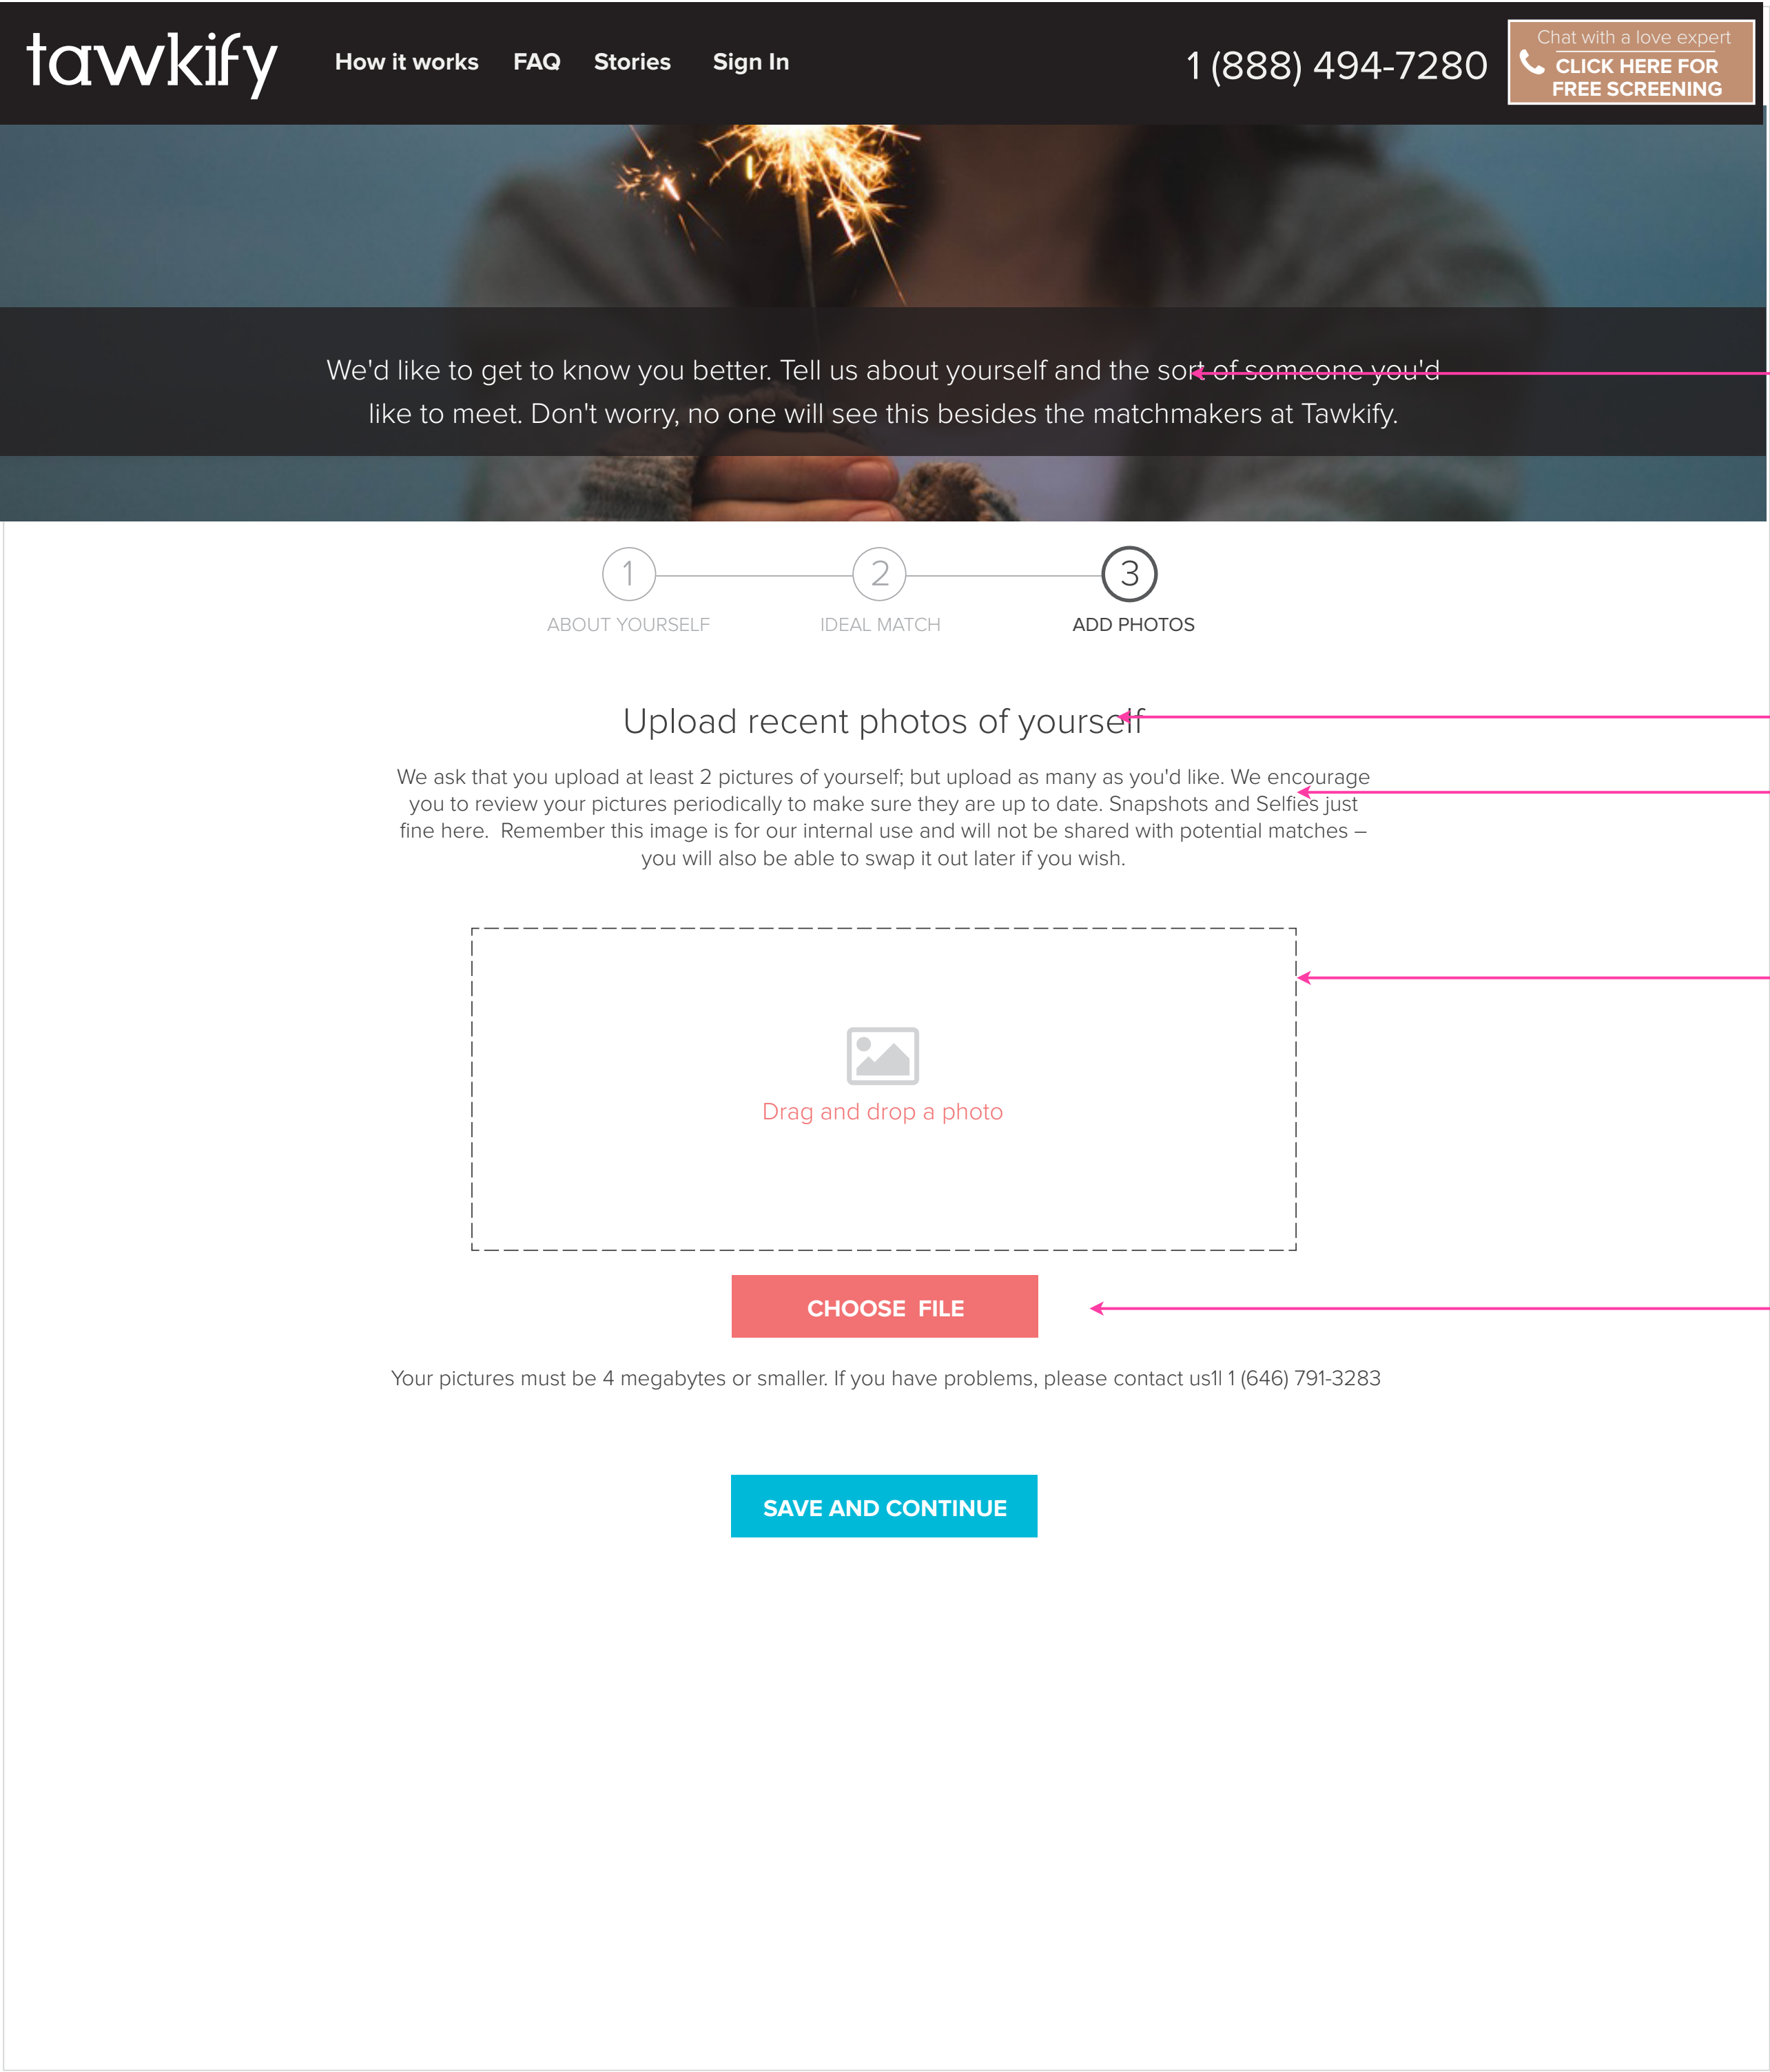 tawkify
How it works FAQ Stories Sign In
1 (888) 494-7280
Chat with a love expert
CLICK HERE FOR
FREE SCREENING
We'd like to get to know you better. Tell us about yourself and the sort of someone you'd
like to meet. Don't worry, no one will see this besides the matchmakers at Tawkify.
1 2 3
ABOUT YOURSELF IDEAL MATCH ADD PHOTOS
Upload recent photos of yourself
We ask that you upload at least 2 pictures of yourself; but upload as many as you'd like. We encourage
you to review your pictures periodically to make sure they are up to date. Snapshots and Selfies just
fine here.  Remember this image is for our internal use and will not be shared with potential matches –
you will also be able to swap it out later if you wish.
Drag and drop a photo
CHOOSE  FILE
Your pictures must be 4 megabytes or smaller. If you have problems, please contact us1l 1 (646) 791-3283
SAVE AND CONTINUE